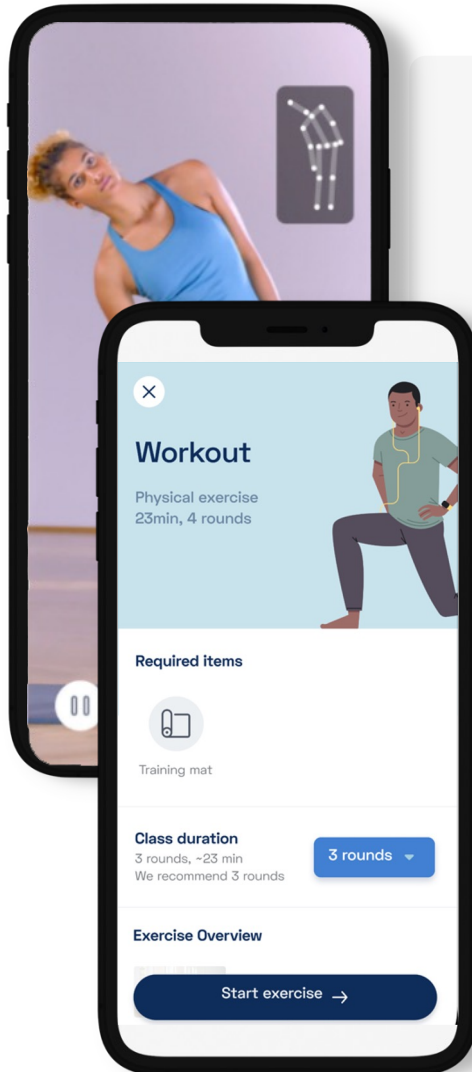 Workout
Physical exercise
23min, 4 rounds
Required items
Training mat
Class duration
3 rounds, ~23 min
We recommend 3 rounds
3 rounds
Exercise Overview
Start exercise →